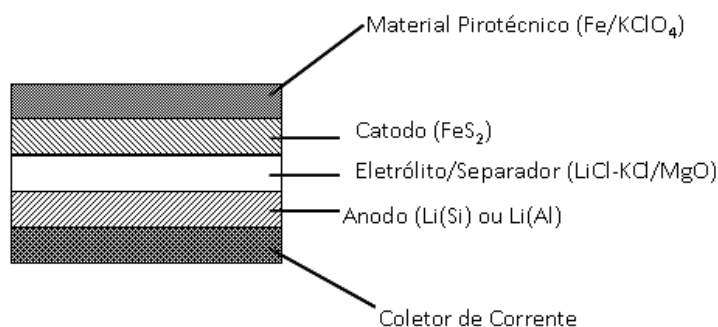 Material Pirotécnico (Fe/KClO₄)
Catodo (FeS₂)
Eletrólito/Separador (LiCl-KCl/MgO)
Anodo (Li(Si) ou Li(Al)
Coletor de Corrente